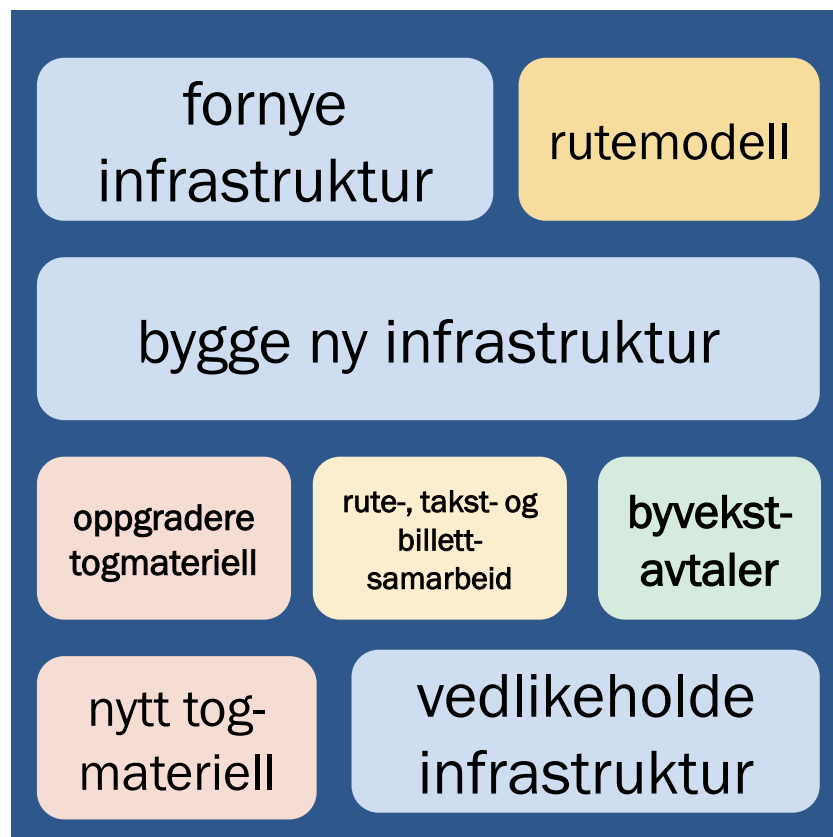 fornye
infrastruktur
rutemodell
bygge ny infrastruktur
oppgradere
togmateriell
rute-, takst- og
billett-
samarbeid
byvekst-
avtaler
nytt tog-
materiell
vedlikeholde
infrastruktur